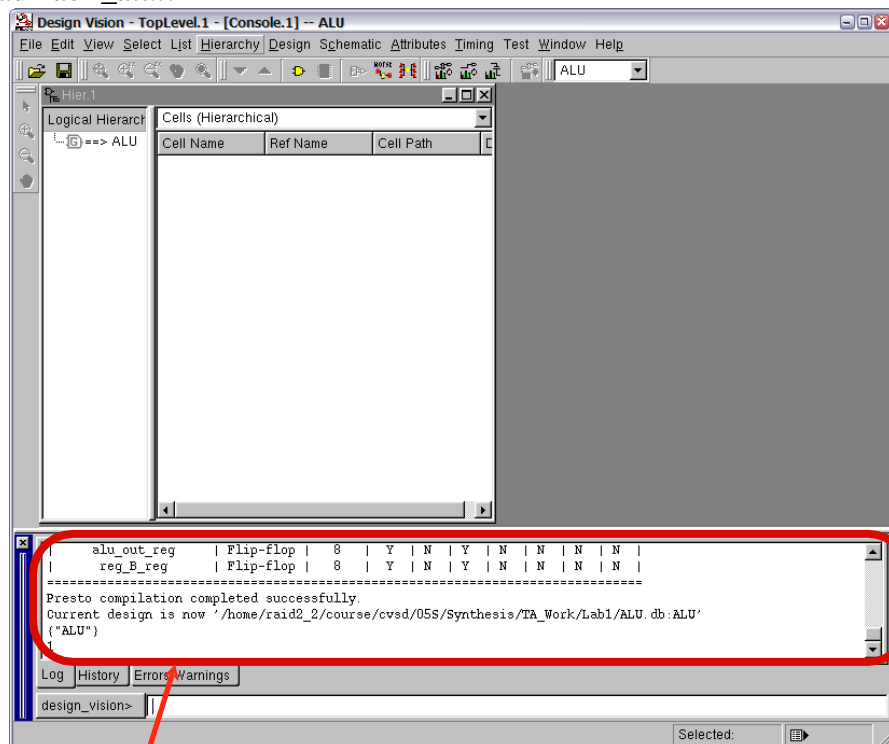 Design Vision - TopLevel.1 - [Console.1] -- ALU
File Edit View Select List Hierarchy Design Schematic Attributes Timing Test Window Help
ALU
Hier.1
Logical Hierarch
Cells (Hierarchical)
==> ALU
Cell Name Ref Name Cell Path
| alu_out_reg | Flip-flop | 8 | Y | N | Y | N | N | N | N |
| reg_B_reg | Flip-flop | 8 | Y | N | Y | N | N | N | N |
===========================================================================
Presto compilation completed successfully.
Current design is now '/home/raid2_2/course/cvsd/05S/Synthesis/TA_Work/Lab1/ALU.db:ALU'
{"ALU"}
1
Log History Errors/Warnings
design_vision>
Selected: